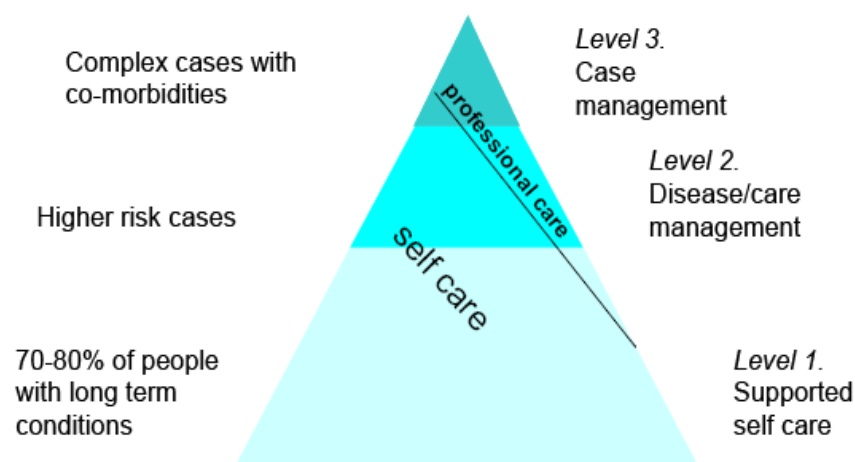 Complex cases with
co-morbidities
Level 3.
Case
management
professional care
Level 2.
Disease/care
management
Higher risk cases
self care
70-80% of people
with long term
conditions
Level 1.
Supported
self care